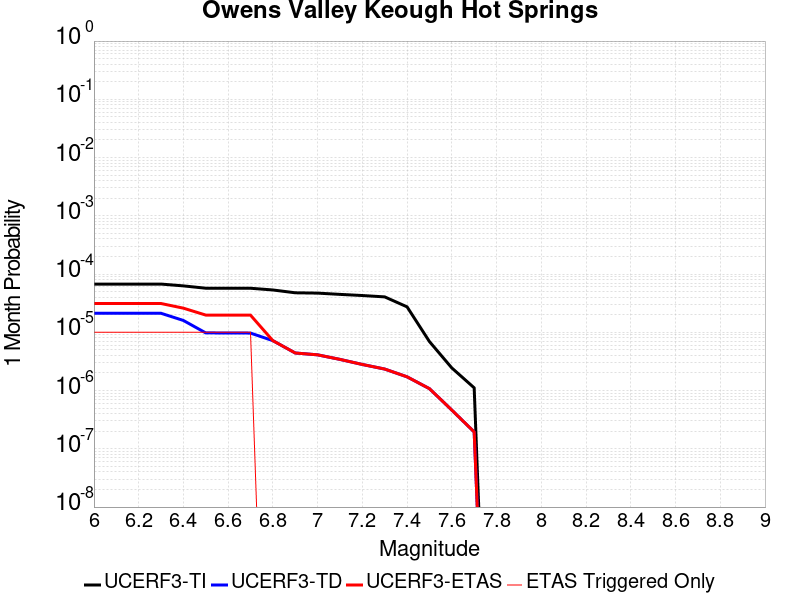 Owens Valley Keough Hot Springs
1 Month Probability
10^0
10^-1
10^-2
10^-3
10^-4
10^-5
10^-6
10^-7
10^-8
6 6.2 6.4 6.6 6.8 7 7.2 7.4 7.6 7.8 8 8.2 8.4 8.6 8.8 9
Magnitude
UCERF3-TI UCERF3-TD UCERF3-ETAS ETAS Triggered Only